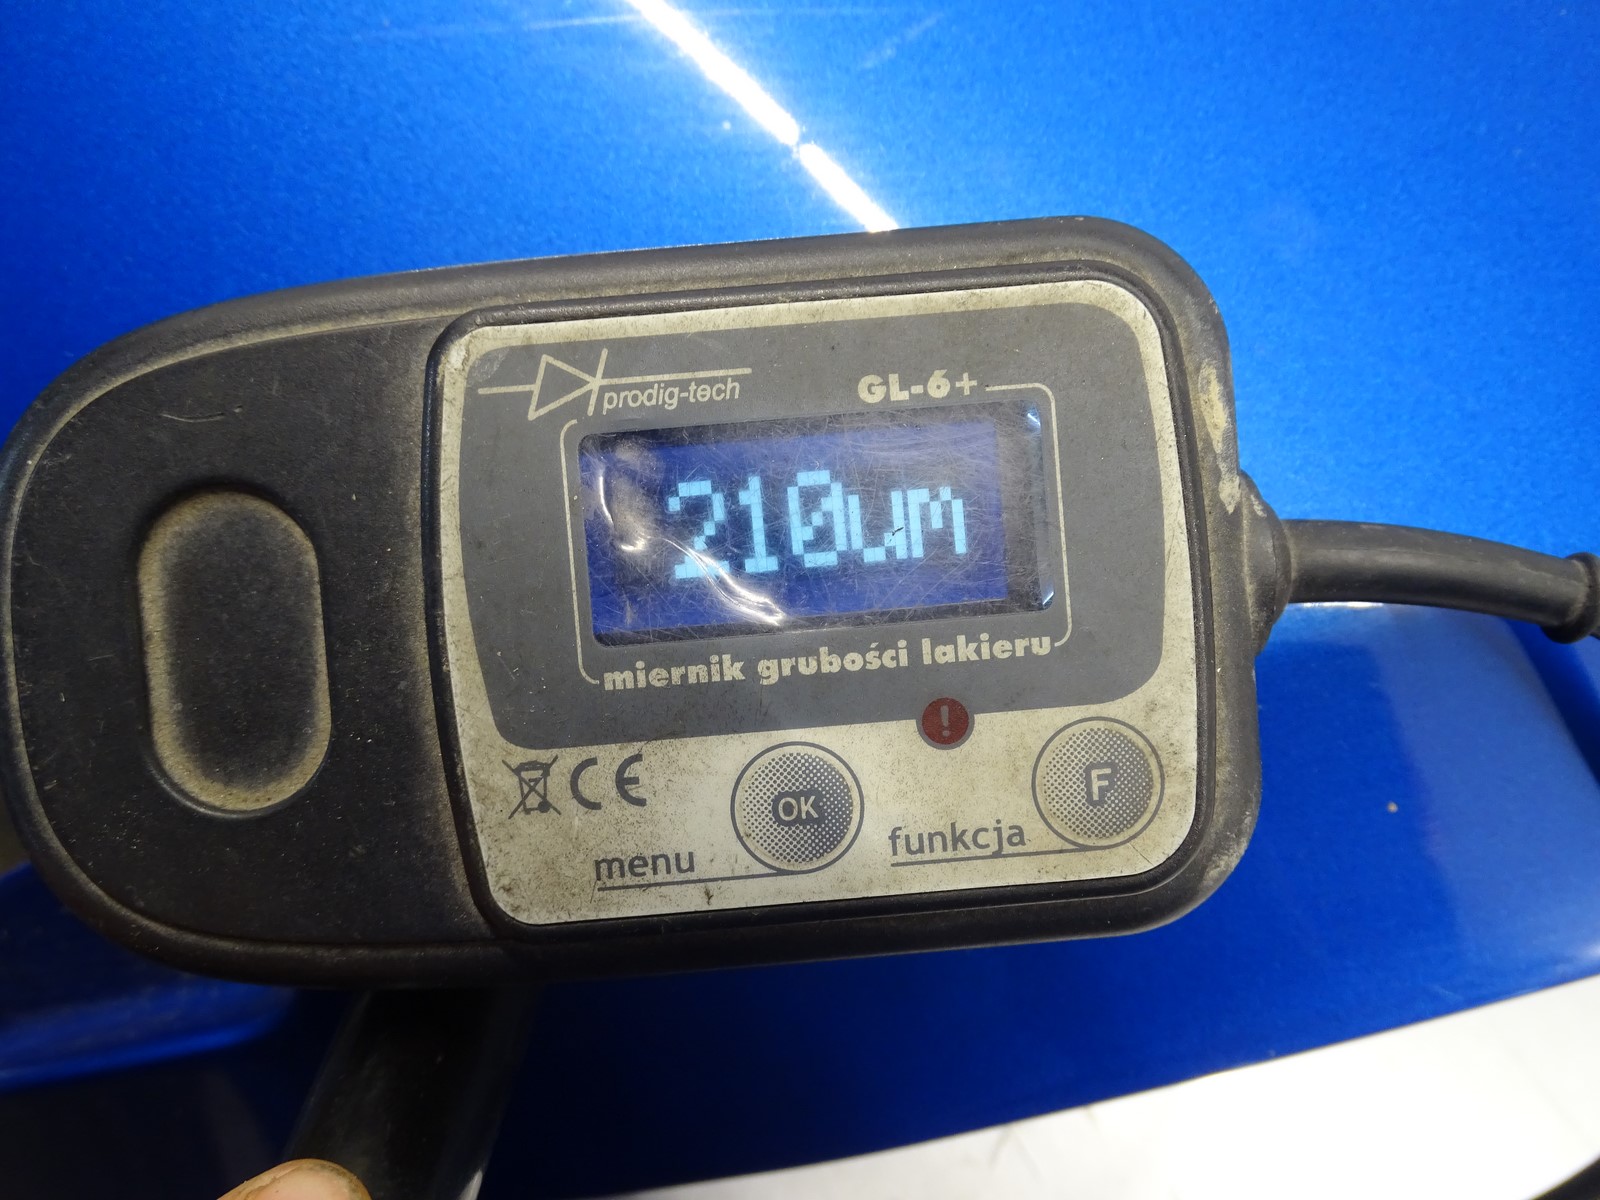 prodig-tech
GL-6+
210um
miernik grubości lakieru
!
CE
OK
F
menu
funkcja